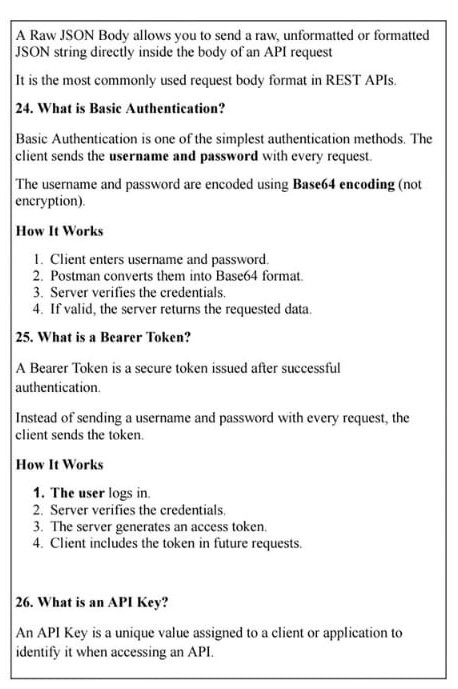 A Raw JSON Body allows you to send a raw, unformatted or formatted
JSON string directly inside the body of an API request
It is the most commonly used request body format in REST APIs.
24. What is Basic Authentication?
Basic Authentication is one of the simplest authentication methods. The
client sends the username and password with every request.
The username and password are encoded using Base64 encoding (not
encryption).
How It Works
1. Client enters username and password.
2. Postman converts them into Base64 format.
3. Server verifies the credentials.
4. If valid, the server returns the requested data.
25. What is a Bearer Token?
A Bearer Token is a secure token issued after successful
authentication.
Instead of sending a username and password with every request, the
client sends the token.
How It Works
1. The user logs in.
2. Server verifies the credentials.
3. The server generates an access token.
4. Client includes the token in future requests.
26. What is an API Key?
An API Key is a unique value assigned to a client or application to
identify it when accessing an API.